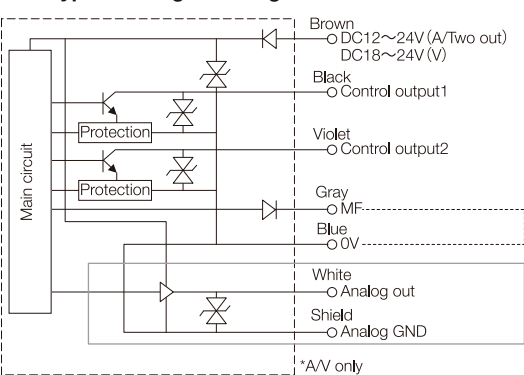 Brown
DC12～24V (A/Two out)
DC18～24V (V)
Black
Control output1
Protection
Violet
Control output2
Protection
Main circuit
Gray
MF
Blue
0V
White
Analog out
Shield
Analog GND
*A/V only